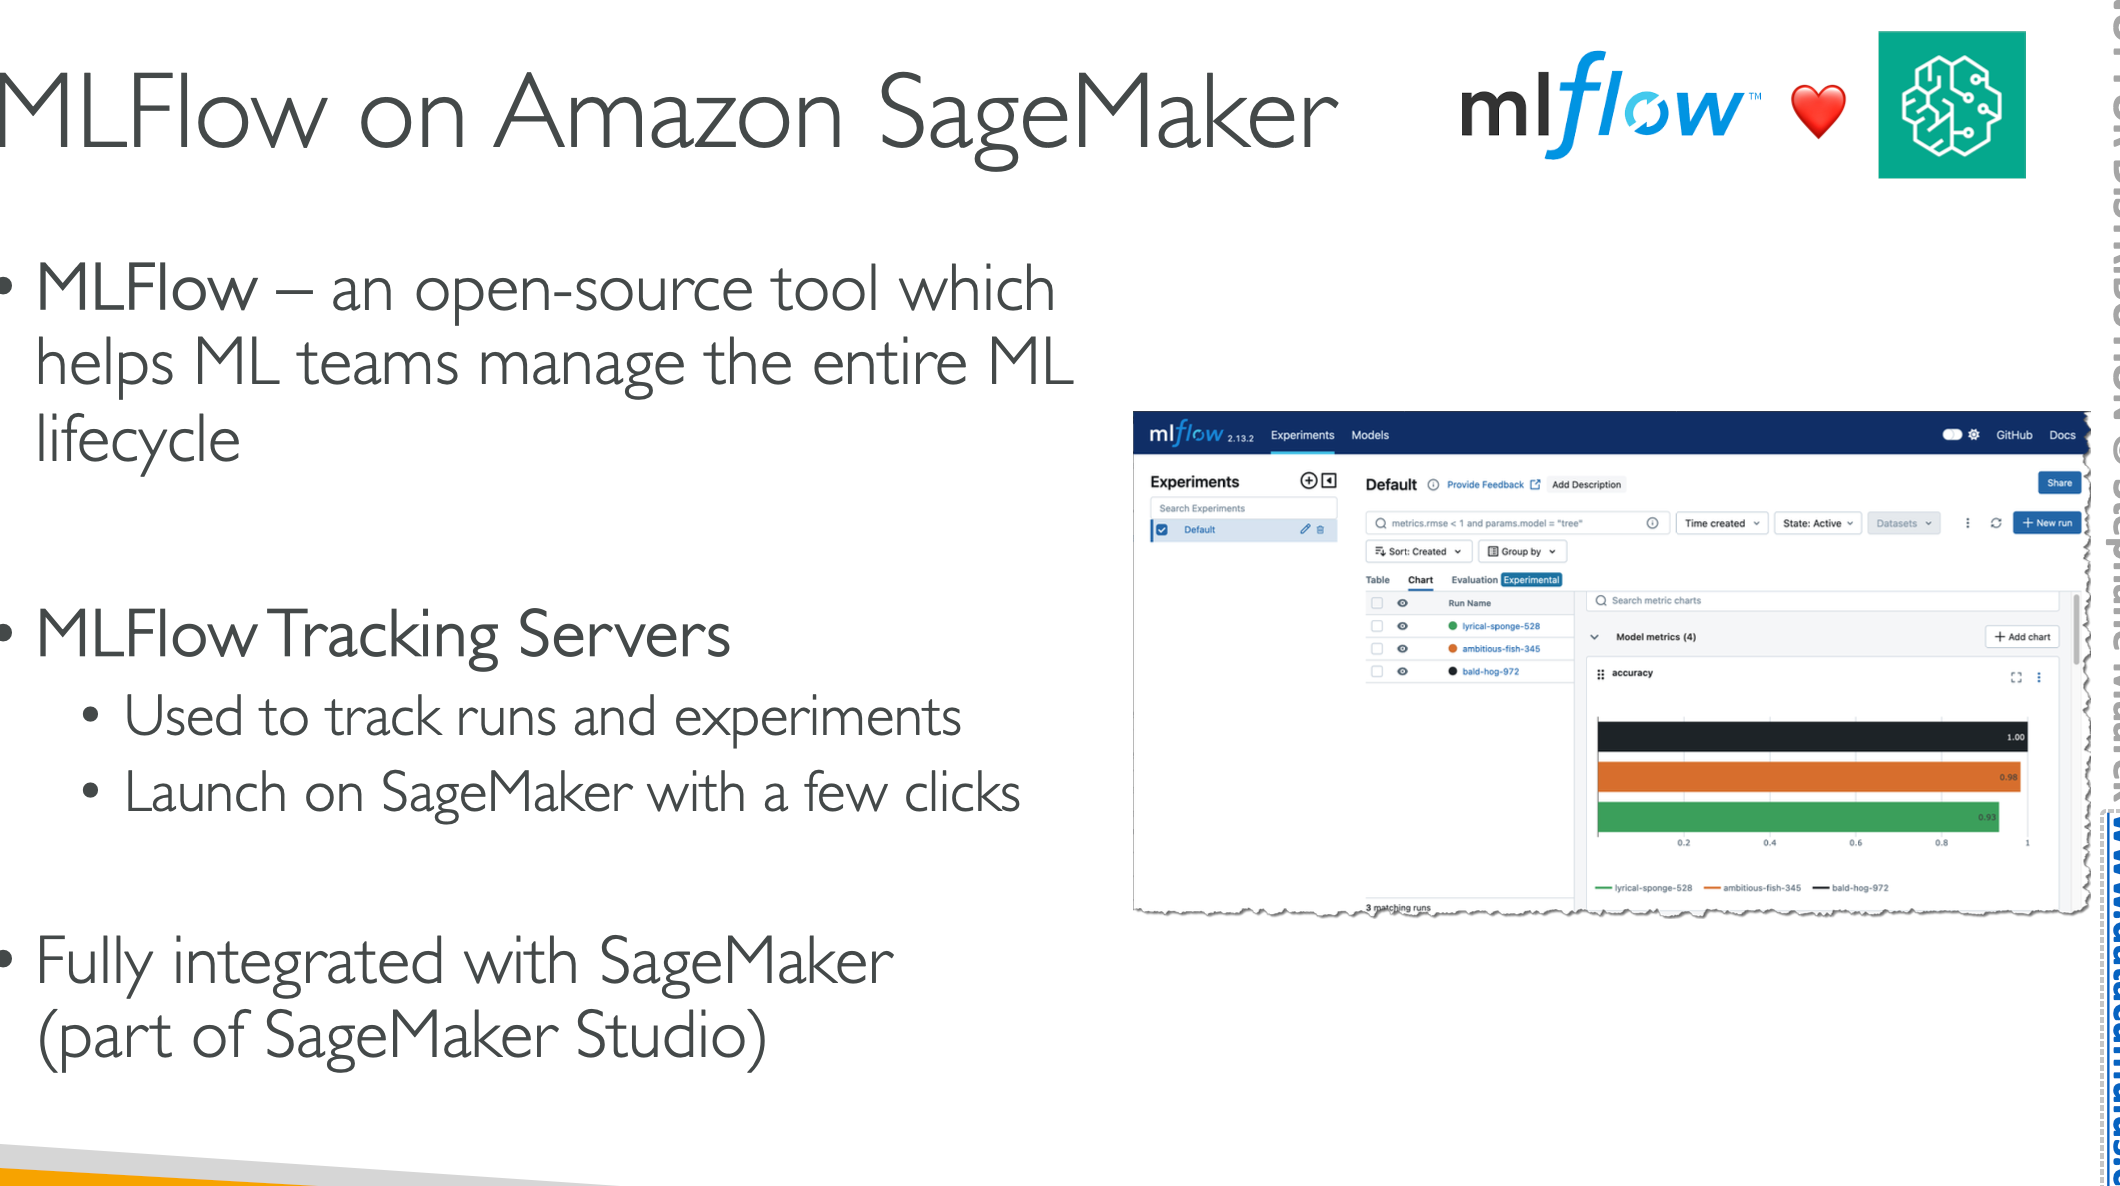 MLFlow on Amazon SageMaker
mlflow™
• MLFlow – an open-source tool which
helps ML teams manage the entire ML
lifecycle
• MLFlow Tracking Servers
• Used to track runs and experiments
• Launch on SageMaker with a few clicks
• Fully integrated with SageMaker
(part of SageMaker Studio)
mlflow 2.13.2 Experiments Models GitHub Docs
Experiments
Search Experiments
Default
Default Provide Feedback Add Description Share
metrics.rmse < 1 and params.model = "tree" Time created State: Active Datasets + New run
Sort: Created Group by
Table Chart Evaluation Experimental
Run Name
lyrical-sponge-528
ambitious-fish-345
bald-hog-972
3 matching runs
Search metric charts
Model metrics (4) + Add chart
accuracy
1.00
0.98
0.93
0.2 0.4 0.6 0.8 1
lyrical-sponge-528 ambitious-fish-345 bald-hog-972